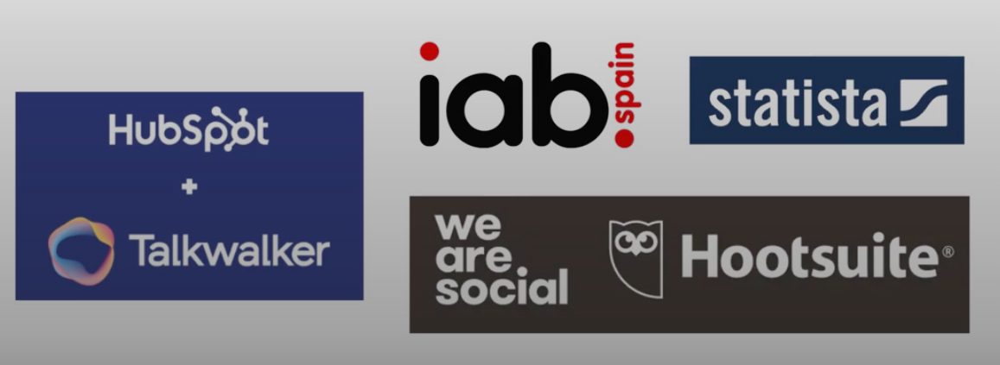 HubSpot
+
Talkwalker
iab.spain
statista
we
are
social
Hootsuite®